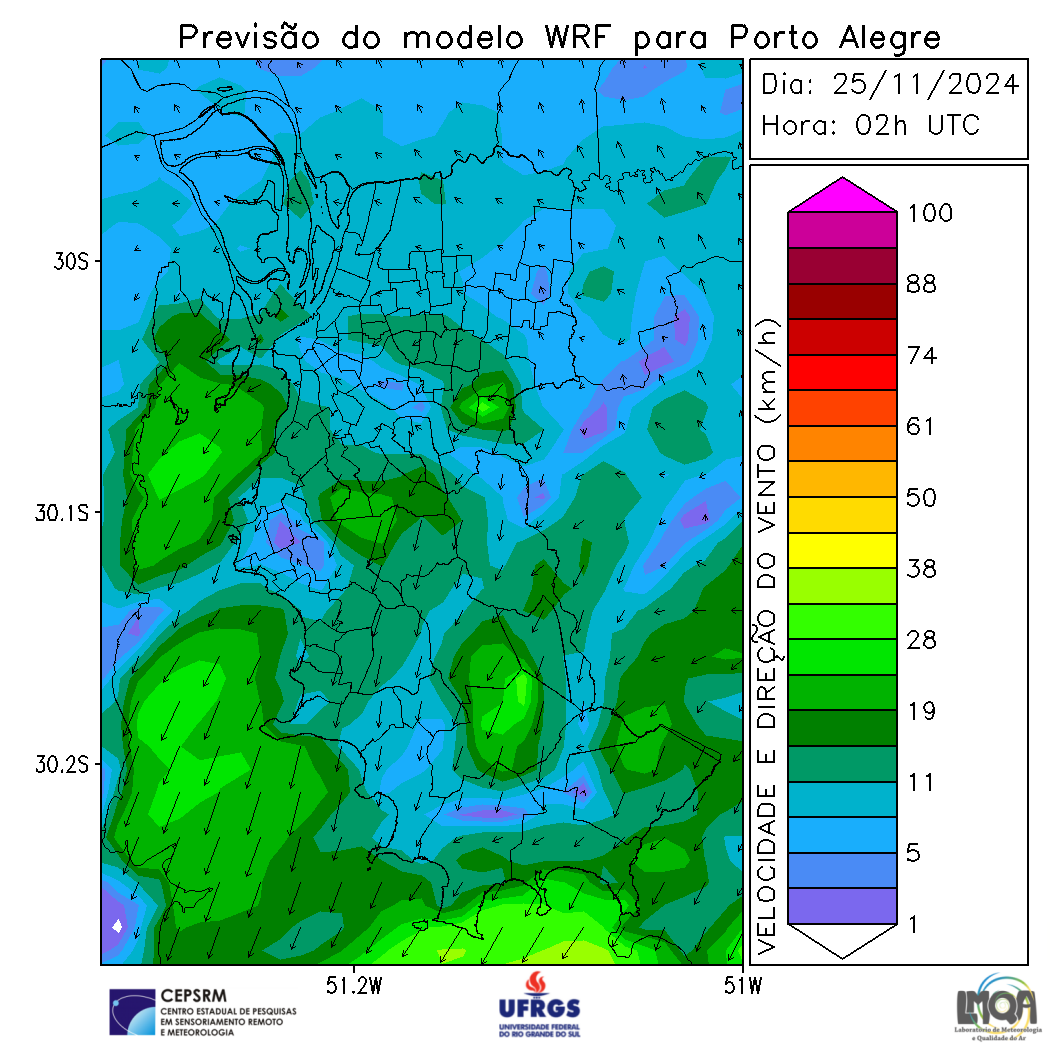 Previsão do modelo WRF para Porto Alegre
Dia: 25/11/2024
Hora: 02h UTC
30S
30.1S
30.2S
51.2W
51W
VELOCIDADE E DIREÇÃO DO VENTO (km/h)
100
88
74
61
50
38
28
19
11
5
1
CEPSRM
CENTRO ESTADUAL DE PESQUISAS
EM SENSORIAMENTO REMOTO
E METEOROLOGIA
UFRGS
UNIVERSIDADE FEDERAL
DO RIO GRANDE DO SUL
LMQA
Laboratório de Meteorologia
e Qualidade do Ar